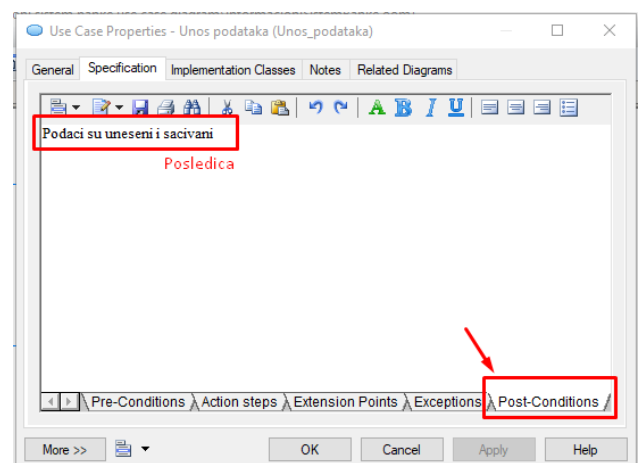 Use Case Properties - Unos podataka (Unos_podataka)
General Specification Implementation Classes Notes Related Diagrams
A B I U
Podaci su uneseni i sacivani
Posledica
Pre-Conditions Action steps Extension Points Exceptions Post-Conditions
More >> OK Cancel Apply Help